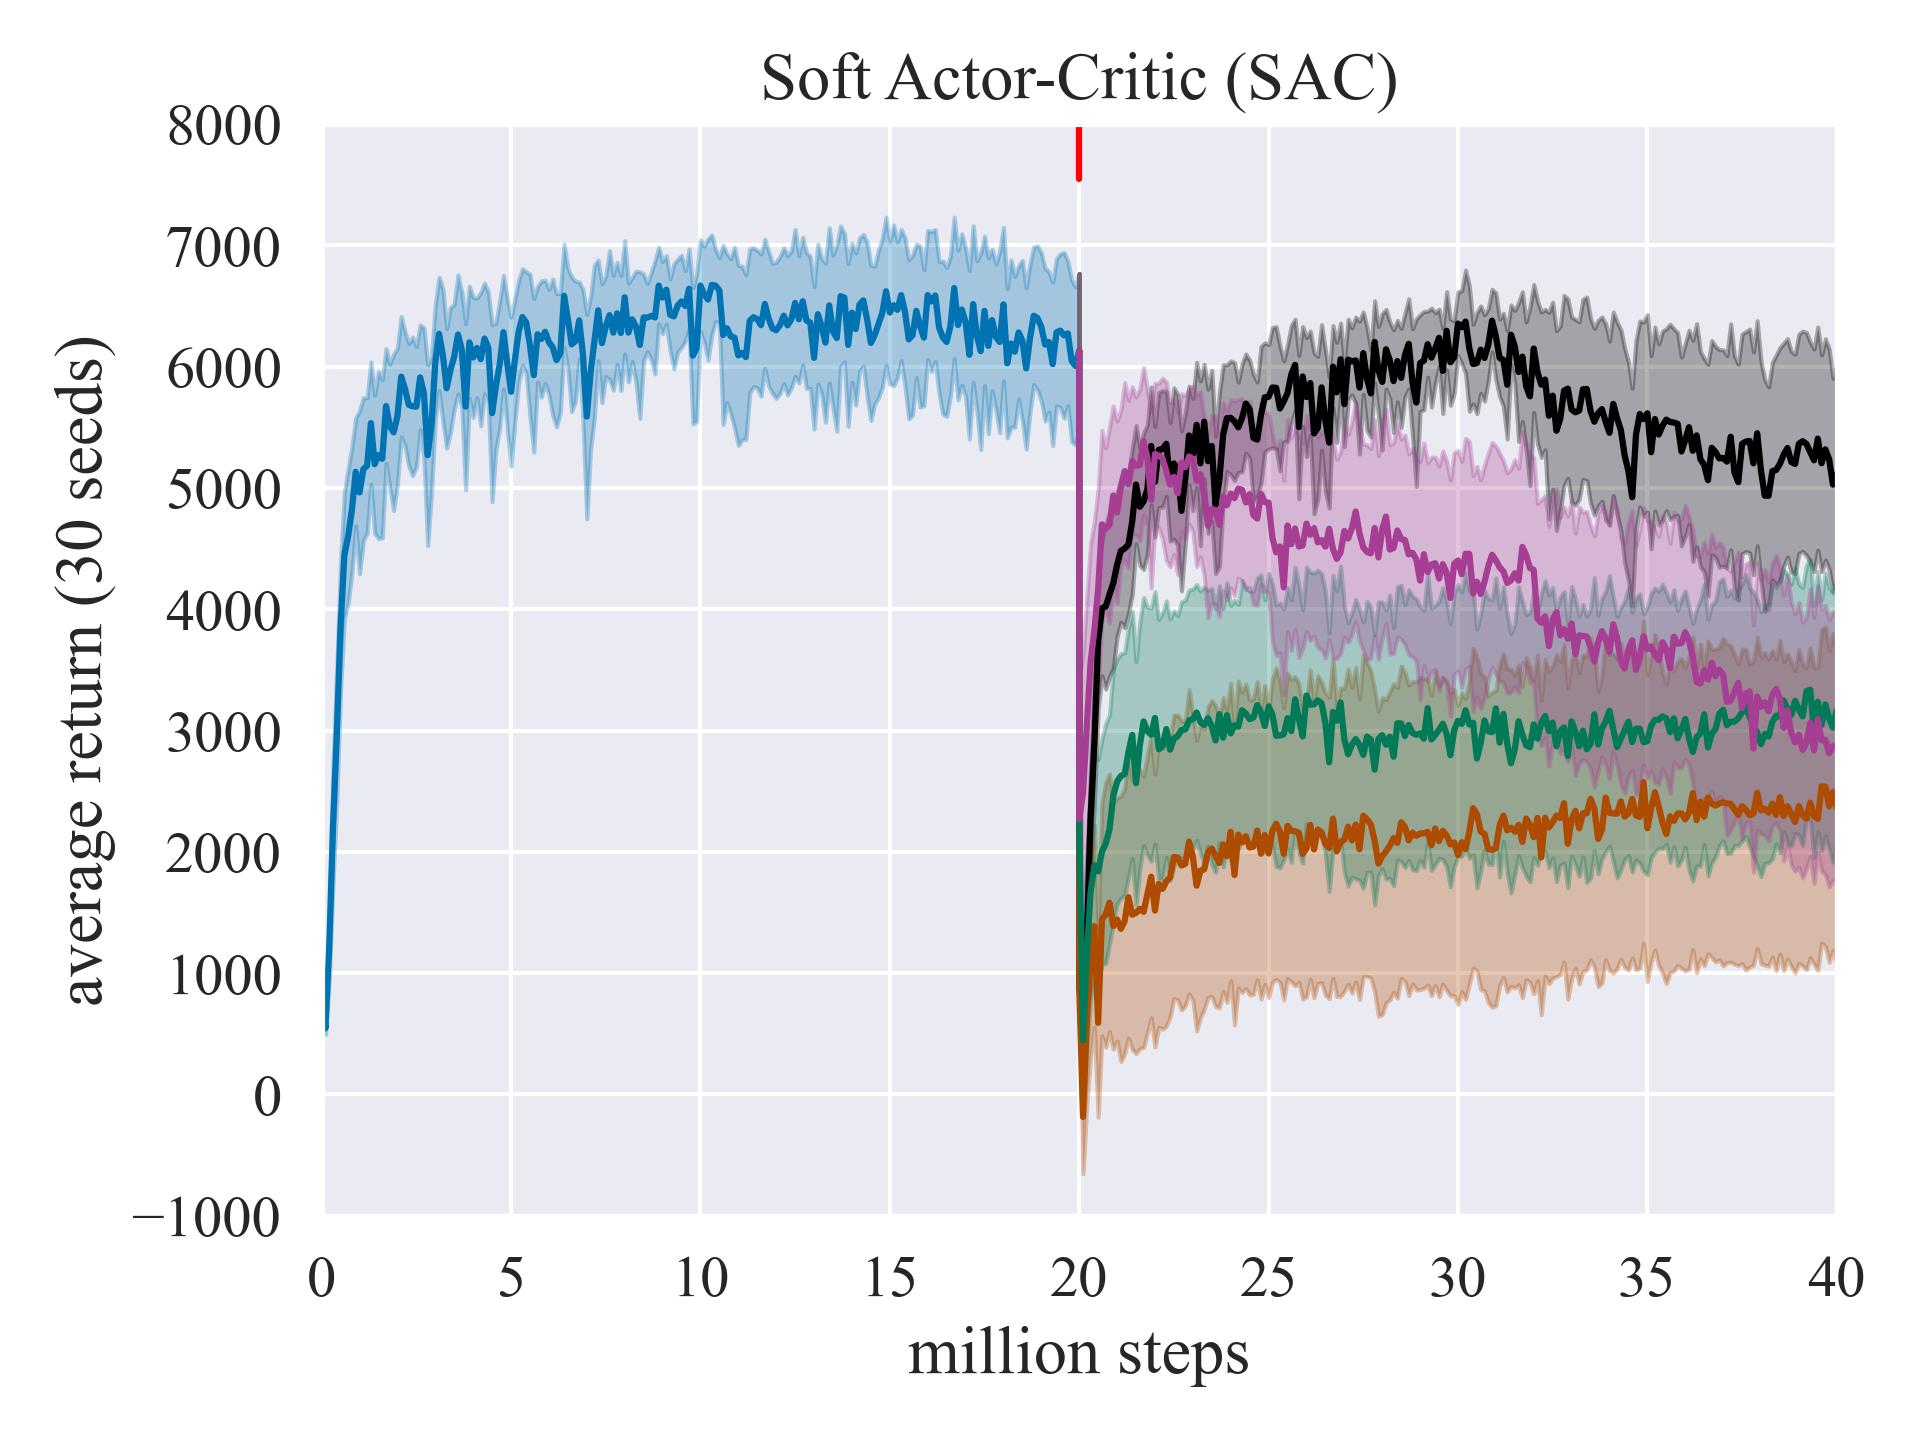 Soft Actor-Critic (SAC)
8000
7000
6000
5000
4000
3000
2000
1000
0
−1000
average return (30 seeds)
0 5 10 15 20 25 30 35 40
million steps